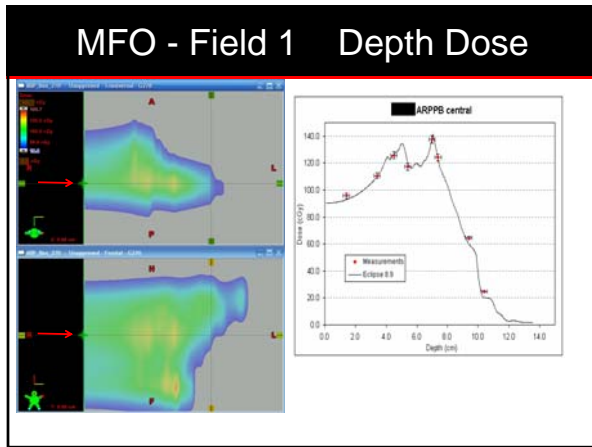 MFO - Field 1 Depth Dose
A
L
P
H
L
P
ARPPB central
140.0
120.0
100.0
80.0
60.0
40.0
20.0
0.0
Dose (cGy)
Measurements
Eclipse 8.9
0.0 2.0 4.0 6.0 8.0 10.0 12.0 14.0
Depth (cm)